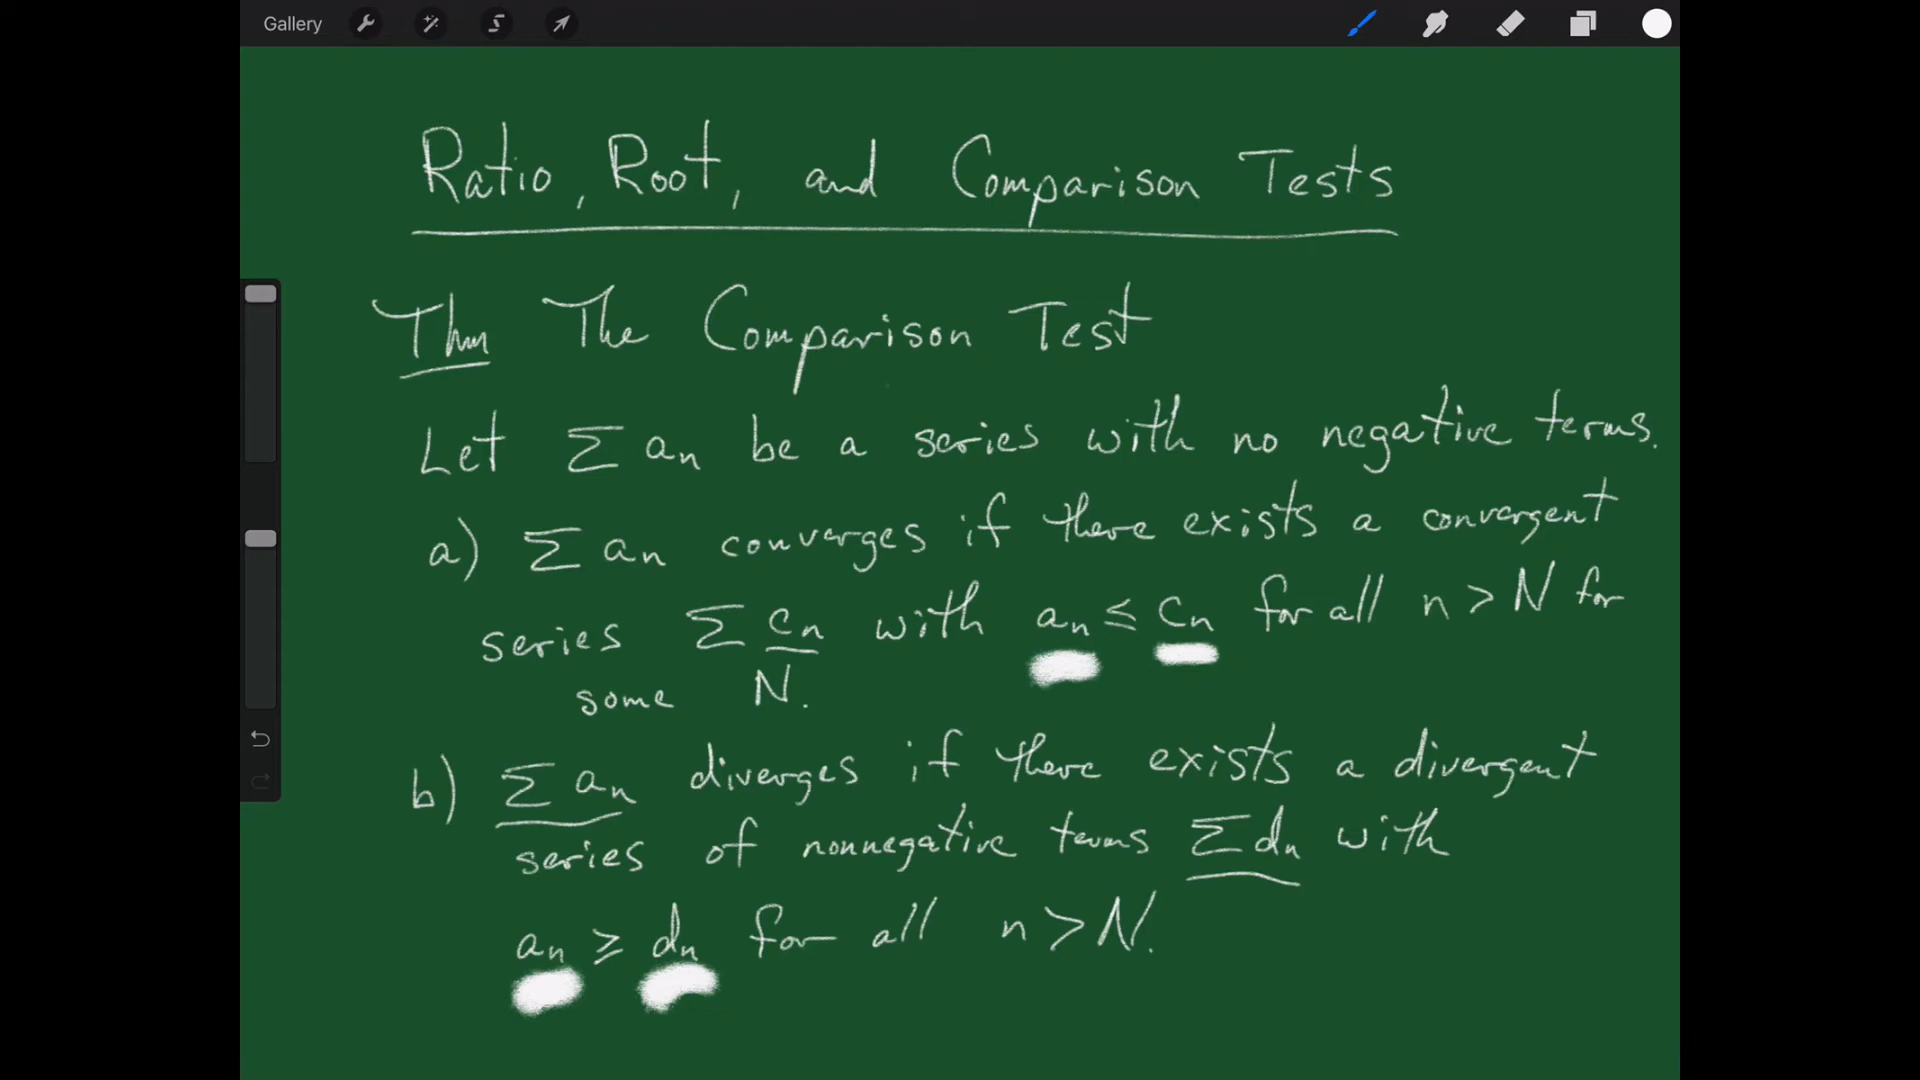 Gallery
Ratio, Root, and Comparison Tests
Thm The Comparison Test
Let Σ an be a series with no negative terms.
a) Σ an converges if there exists a convergent
series Σ cn with an ≤ cn for all n > N for
some N.
b) Σ an diverges if there exists a divergent
series of nonnegative terms Σ dn with
an ≥ dn for all n > N.